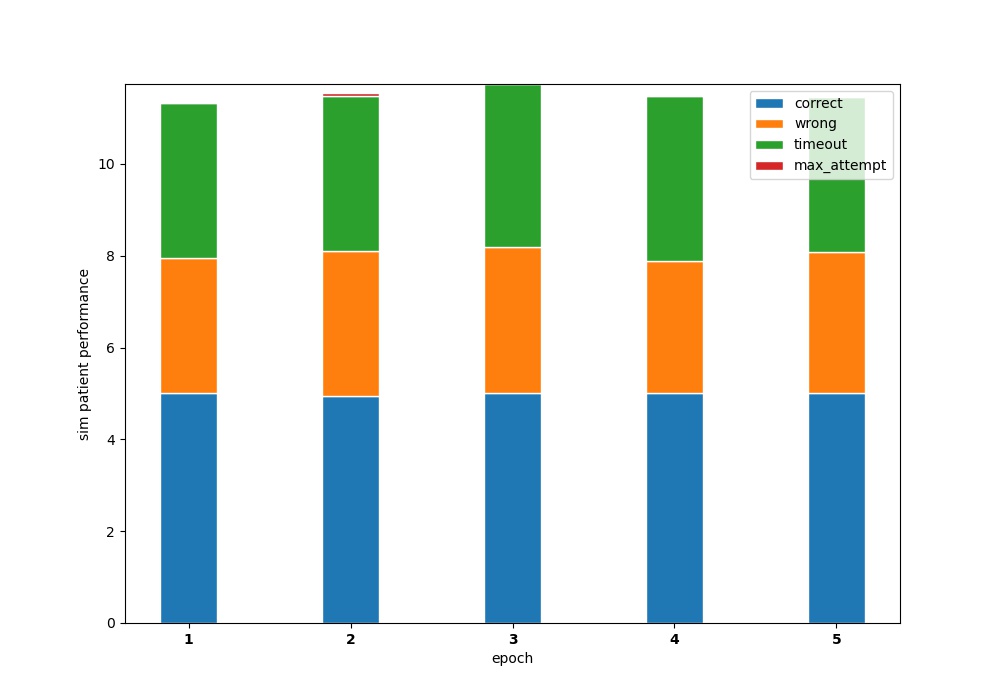 correct
wrong
timeout
max_attempt
10
8
6
4
2
0
sim patient performance
1 2 3 4 5
epoch